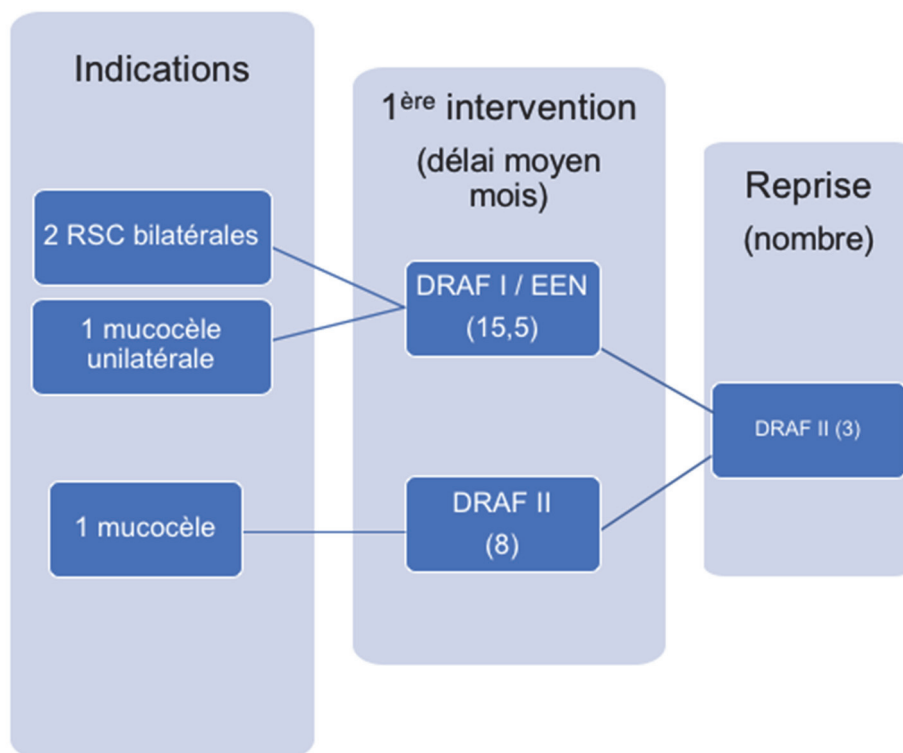 Indications
2 RSC bilatérales
1 mucocèle
unilatérale
1 mucocèle
1ère intervention
(délai moyen
mois)
DRAF I / EEN
(15,5)
DRAF II
(8)
Reprise
(nombre)
DRAF II (3)